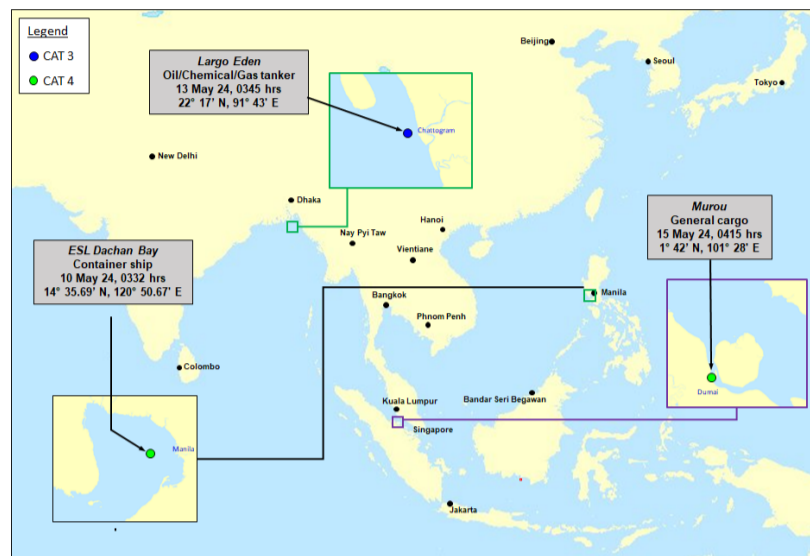 Legend
CAT 3
CAT 4
Largo Eden
Oil/Chemical/Gas tanker
13 May 24, 0345 hrs
22° 17' N, 91° 43' E
Chattogram
Beijing
Seoul
Tokyo
New Delhi
Dhaka
Hanoi
Nay Pyi Taw
Vientiane
Murou
General cargo
15 May 24, 0415 hrs
1° 42' N, 101° 28' E
ESL Dachan Bay
Container ship
10 May 24, 0332 hrs
14° 35.69' N, 120° 50.67' E
Bangkok
Manila
Phnom Penh
Colombo
Dumai
Kuala Lumpur
Bandar Seri Begawan
Singapore
Manila
Jakarta